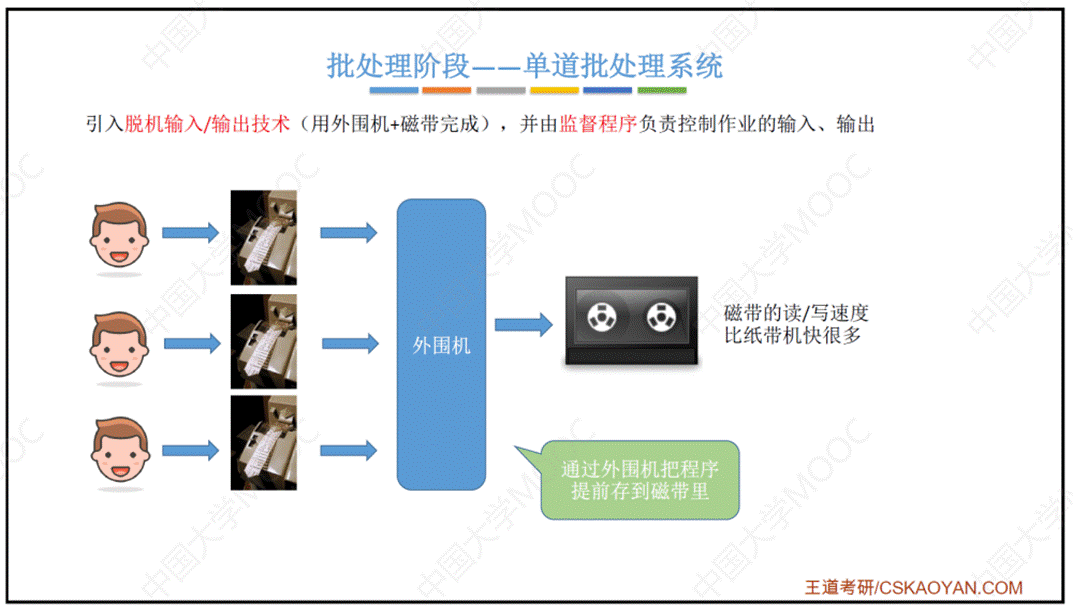 批处理阶段——单道批处理系统
引入脱机输入/输出技术（用外围机+磁带完成），并由监督程序负责控制作业的输入、输出
外围机
磁带的读/写速度
比纸带机快很多
通过外围机把程序
提前存到磁带里
王道考研/CSKAOYAN.COM
中国大学MOOC